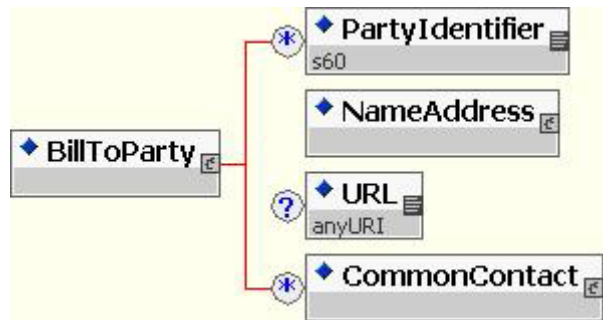 * PartyIdentifier
s60
NameAddress
BillToParty
? URL
anyURI
* CommonContact